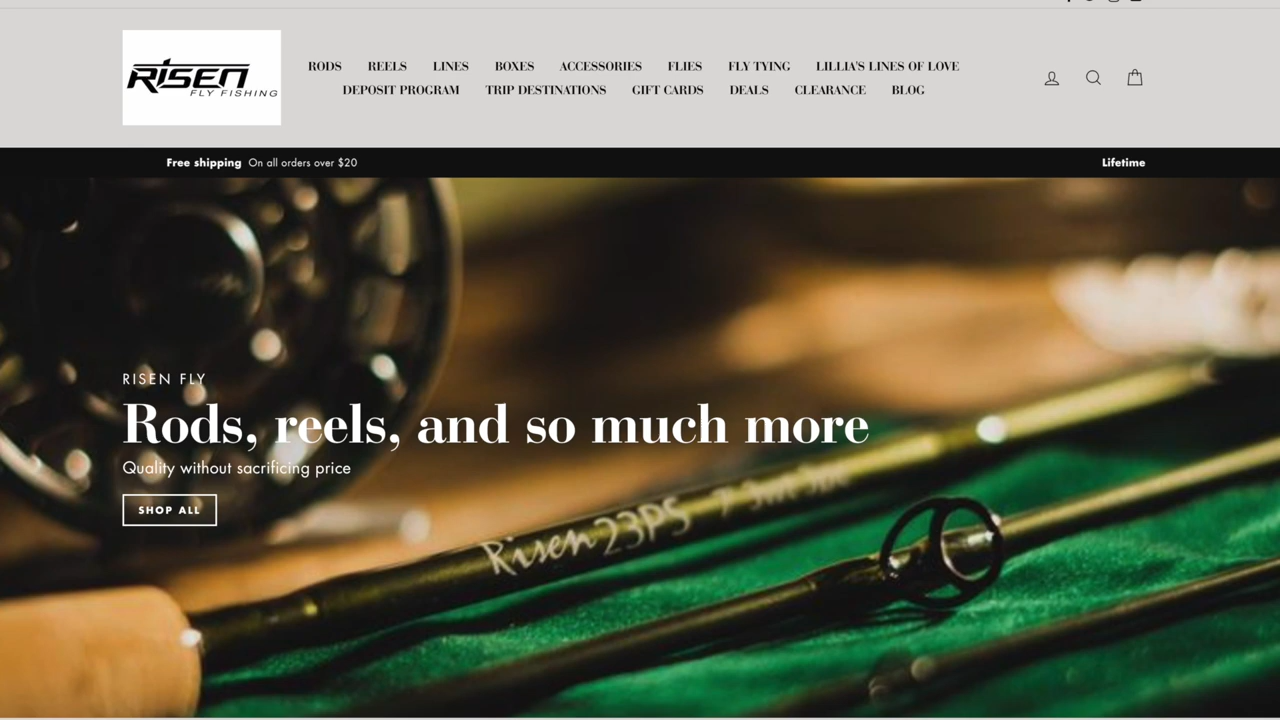 RISEN
FLY FISHING
RODS REELS LINES BOXES ACCESSORIES FLIES FLY TYING LILLIA'S LINES OF LOVE
DEPOSIT PROGRAM TRIP DESTINATIONS GIFT CARDS DEALS CLEARANCE BLOG
Free shipping On all orders over $20
Lifetime
RISEN FLY
Rods, reels, and so much more
Quality without sacrificing price
SHOP ALL
Risen 23PS